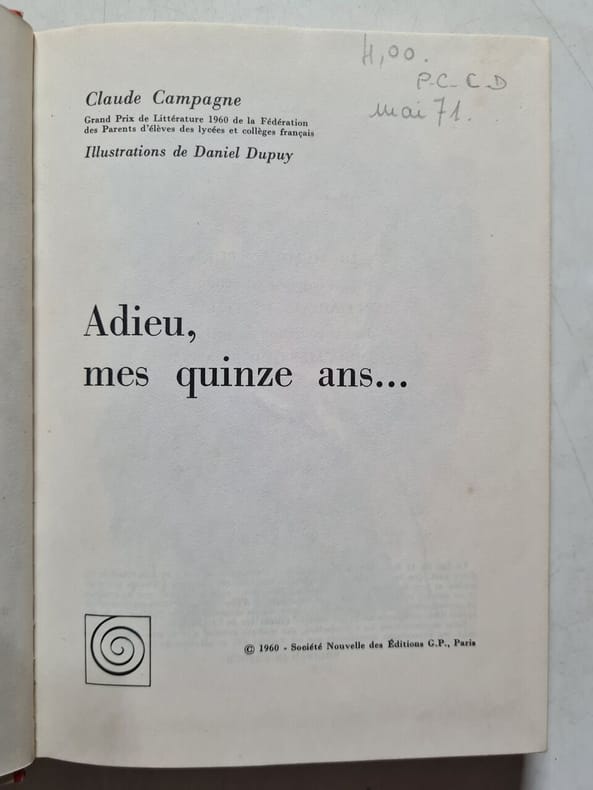 4,00.
P.C.C.D
mai 71.
Claude Campagne
Grand Prix de Littérature 1960 de la Fédération
des Parents d'élèves des lycées et collèges français
Illustrations de Daniel Dupuy
Adieu,
mes quinze ans...
© 1960 - Société Nouvelle des Éditions G.P., Paris